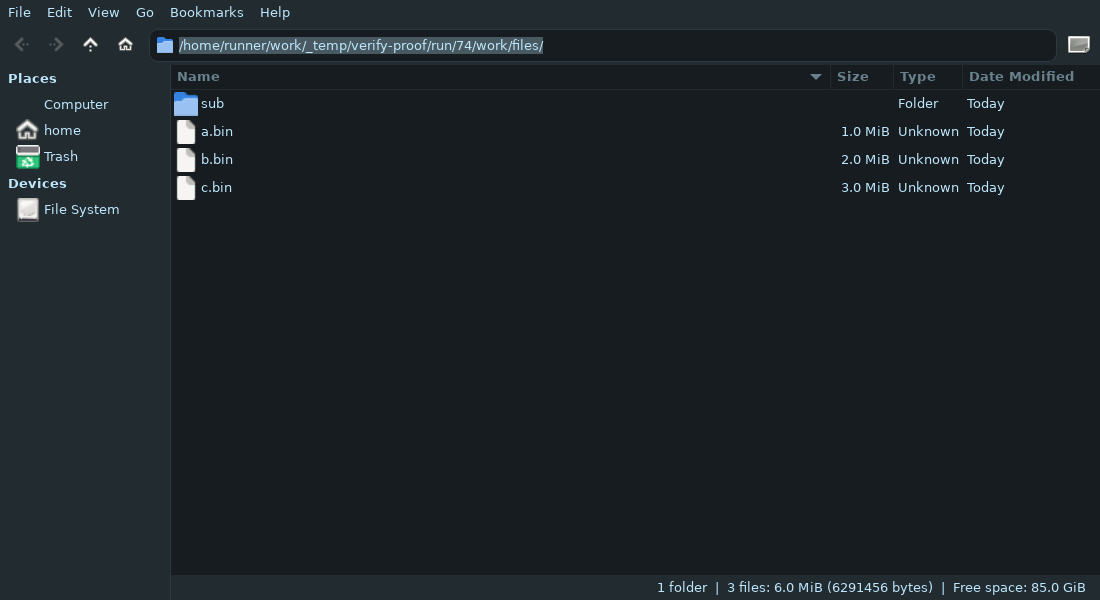 File Edit View Go Bookmarks Help
/home/runner/work/_temp/verify-proof/run/74/work/files/
Places
Computer
home
Trash
Devices
File System
Name Size Type Date Modified
sub Folder Today
a.bin 1.0 MiB Unknown Today
b.bin 2.0 MiB Unknown Today
c.bin 3.0 MiB Unknown Today
1 folder | 3 files: 6.0 MiB (6291456 bytes) | Free space: 85.0 GiB